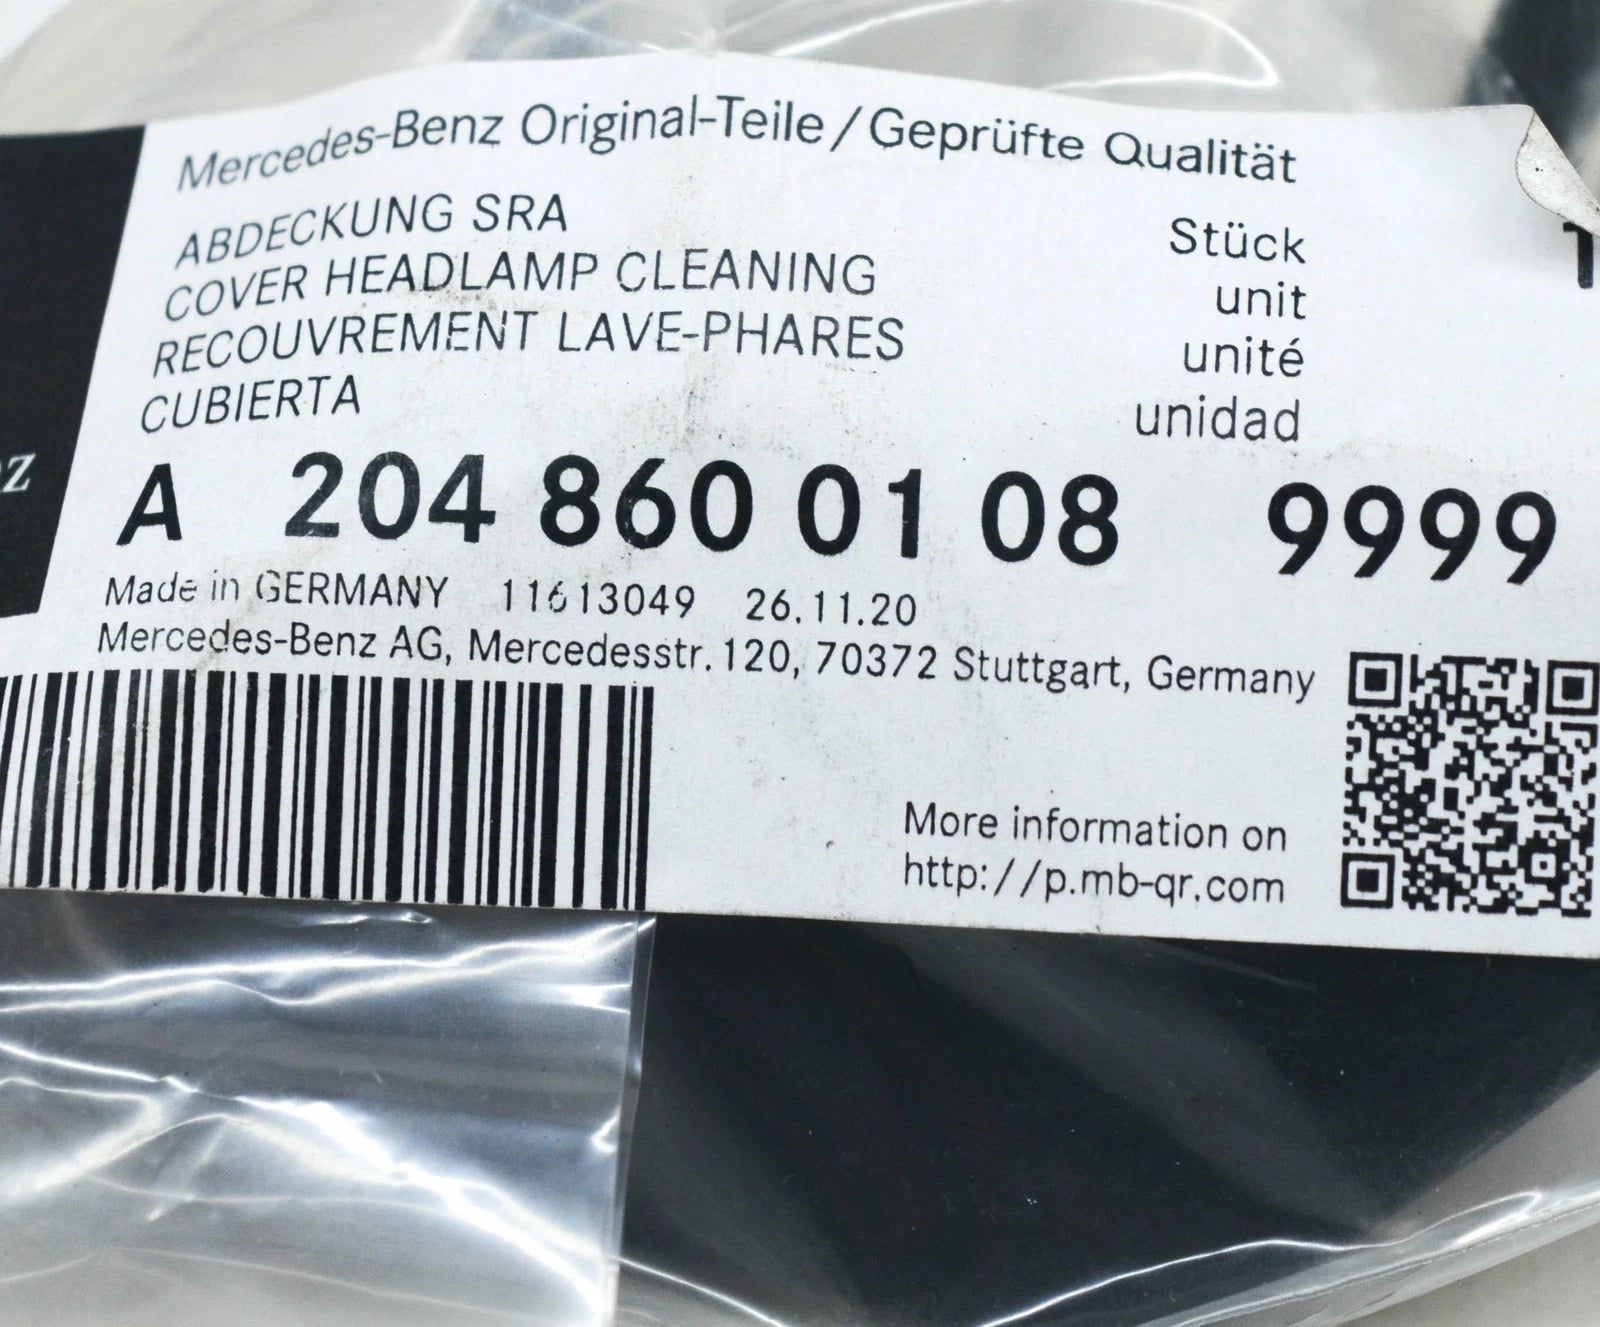 Mercedes-Benz Original-Teile / Geprüfte Qualität
ABDECKUNG SRA
COVER HEADLAMP CLEANING
RECOUVREMENT LAVE-PHARES
CUBIERTA
Stück 1
unit
unité
unidad
A 204 860 01 08 9999
Made in GERMANY 11613049 26.11.20
Mercedes-Benz AG, Mercedesstr. 120, 70372 Stuttgart, Germany
More information on
http://p.mb-qr.com